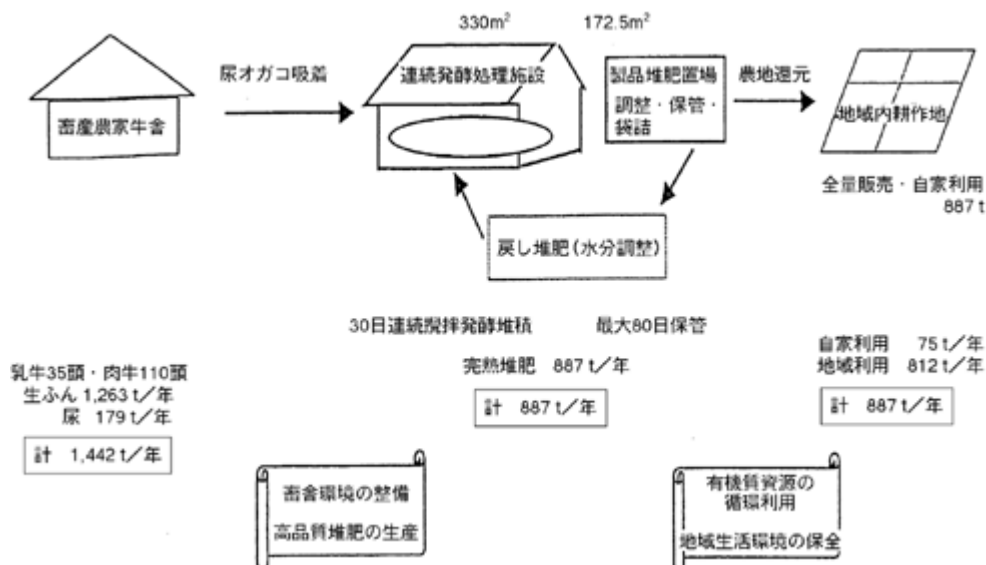 330m²
172.5m²
尿オガコ吸着
連続発酵処理施設
製品堆肥置場
調整・保管・
袋詰
農地還元
畜産農家牛舎
地域内耕作地
全量販売・自家利用
887 t
戻し堆肥(水分調整)
30日連続攪拌発酵堆積
最大80日保管
乳牛35頭・肉牛110頭
生ふん 1,263 t/年
尿 179 t/年
計 1,442 t/年
完熟堆肥 887 t/年
計 887 t/年
自家利用 75 t/年
地域利用 812 t/年
計 887 t/年
畜舎環境の整備
高品質堆肥の生産
有機質資源の
循環利用
地域生活環境の保全